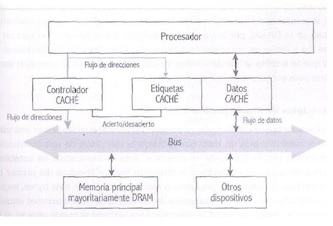 Procesador
Flujo de direcciones
Controlador
CACHÉ
Etiquetas
CACHÉ
Datos
CACHÉ
Flujo de direcciones
Acierto/desacierto
Flujo de datos
Bus
Memoria principal
mayoritariamente DRAM
Otros
dispositivos